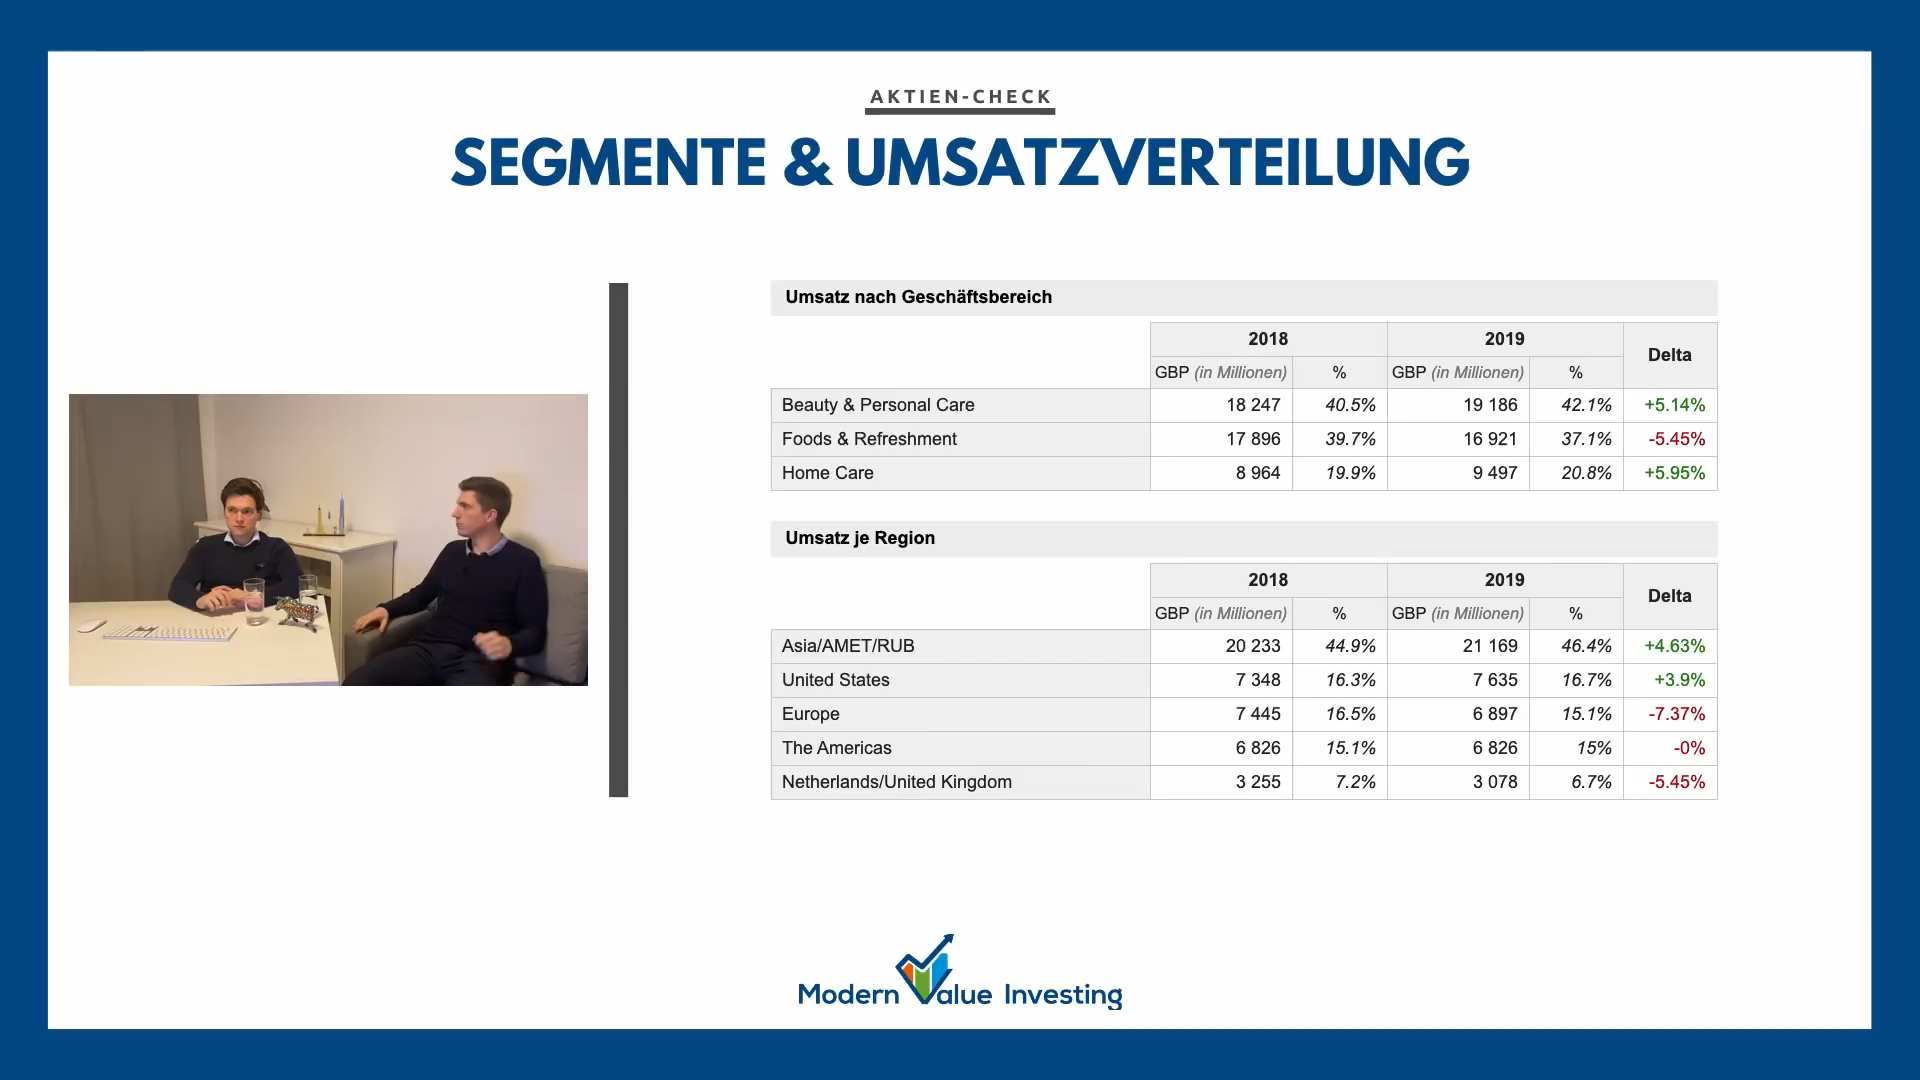 AKTIEN-CHECK
SEGMENTE & UMSATZVERTEILUNG
Umsatz nach Geschäftsbereich
2018 2019 Delta
GBP (in Millionen) % GBP (in Millionen) %
Beauty & Personal Care 18 247 40.5% 19 186 42.1% +5.14%
Foods & Refreshment 17 896 39.7% 16 921 37.1% -5.45%
Home Care 8 964 19.9% 9 497 20.8% +5.95%
Umsatz je Region
2018 2019 Delta
GBP (in Millionen) % GBP (in Millionen) %
Asia/AMET/RUB 20 233 44.9% 21 169 46.4% +4.63%
United States 7 348 16.3% 7 635 16.7% +3.9%
Europe 7 445 16.5% 6 897 15.1% -7.37%
The Americas 6 826 15.1% 6 826 15% -0%
Netherlands/United Kingdom 3 255 7.2% 3 078 6.7% -5.45%
Modern Value Investing